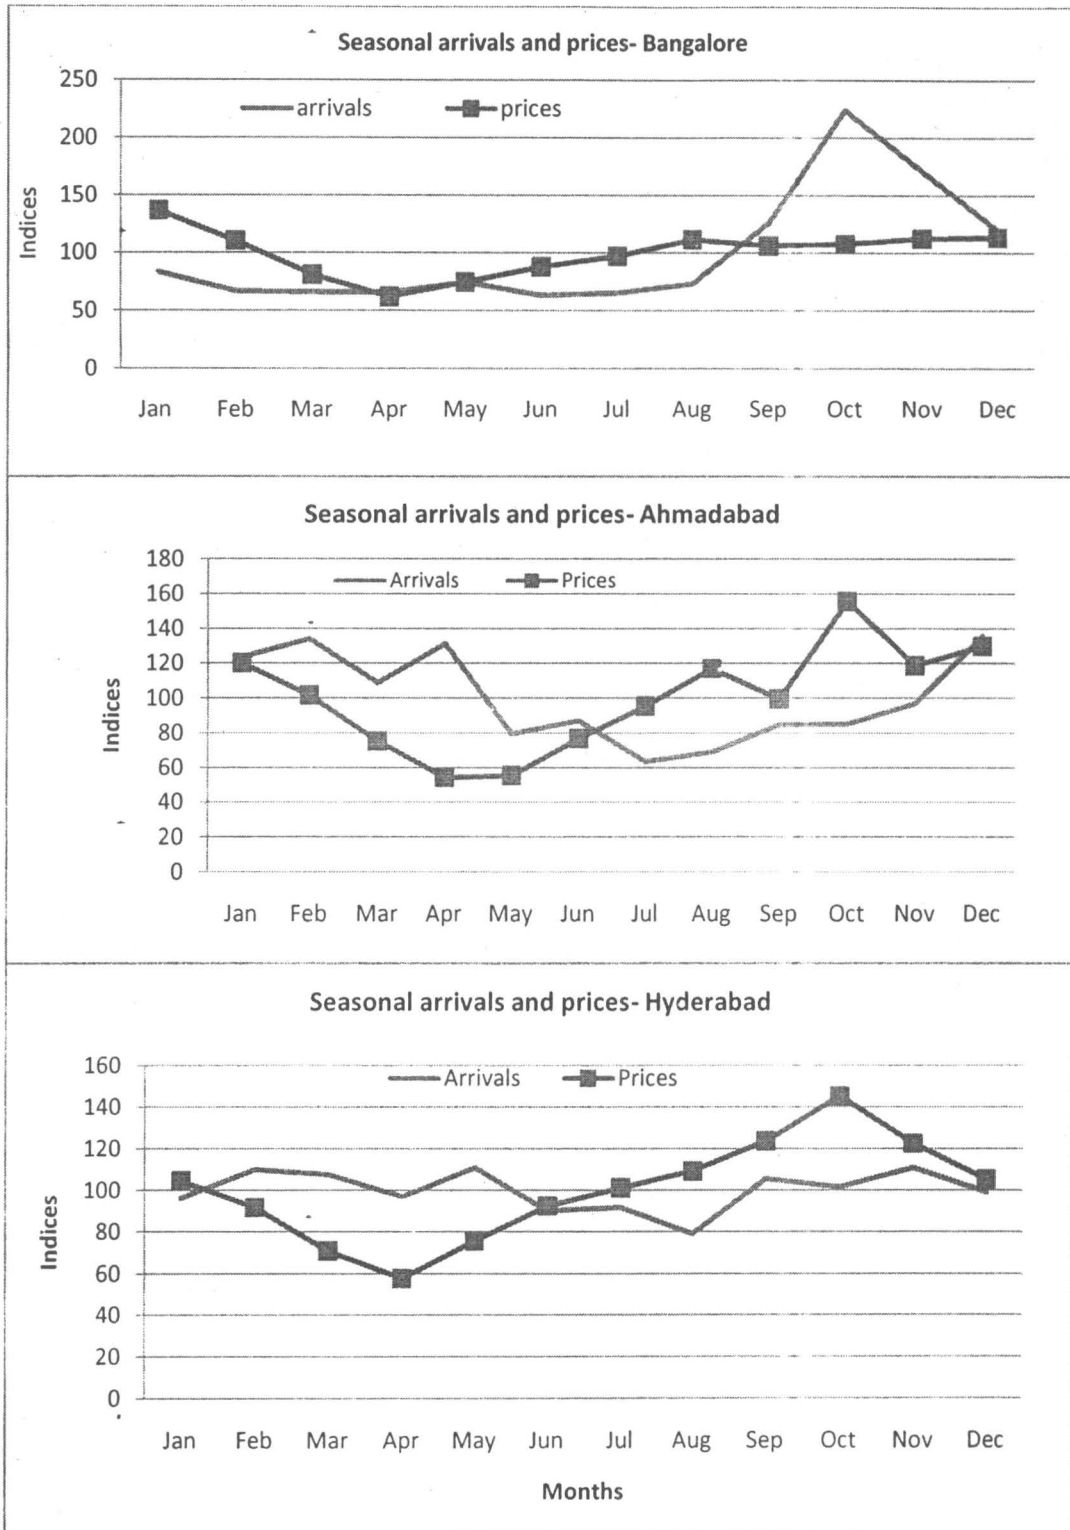 Seasonal arrivals and prices- Bangalore
250
200
150
100
50
0
Indices
arrivals prices
Jan Feb Mar Apr May Jun Jul Aug Sep Oct Nov Dec
Seasonal arrivals and prices- Ahmadabad
180
160
140
120
100
80
60
40
20
0
Indices
Arrivals Prices
Jan Feb Mar Apr May Jun Jul Aug Sep Oct Nov Dec
Seasonal arrivals and prices- Hyderabad
160
140
120
100
80
60
40
20
0
Indices
Arrivals Prices
Jan Feb Mar Apr May Jun Jul Aug Sep Oct Nov Dec
Months